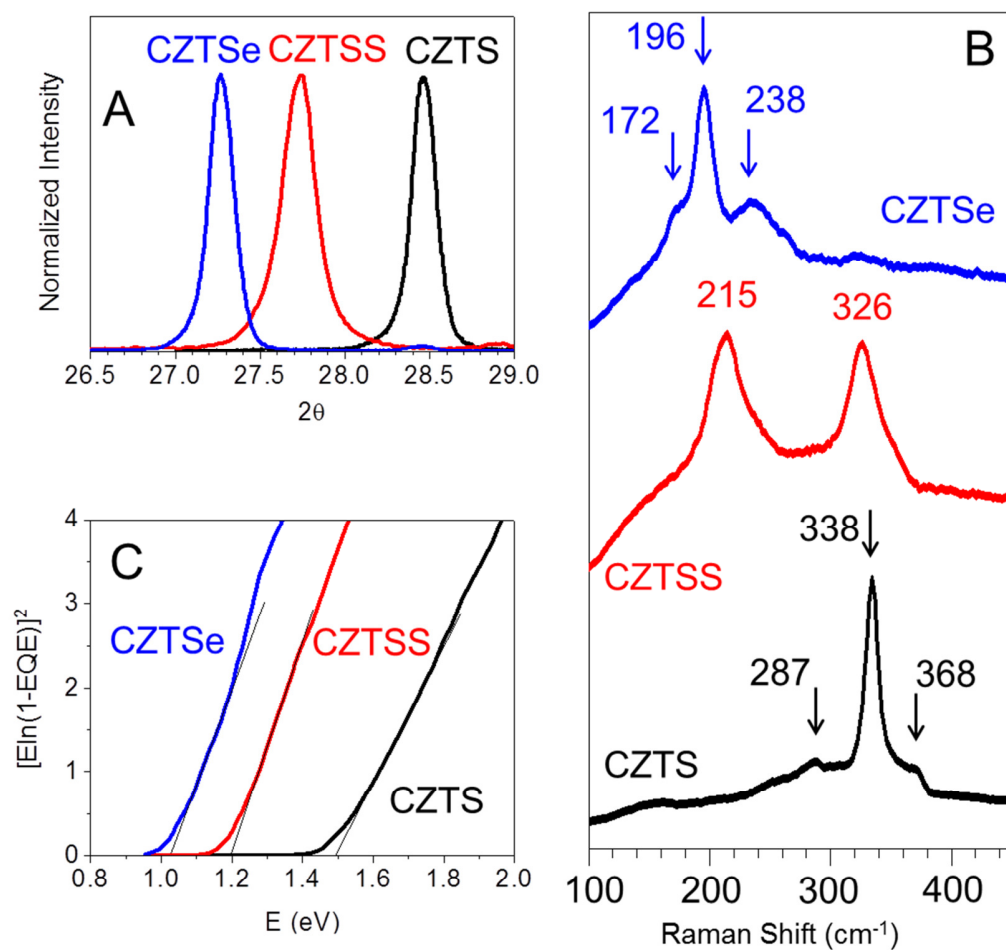 A
CZTSe CZTSS CZTS
Normalized Intensity
26.5 27.0 27.5 28.0 28.5 29.0
2θ
B
196
172 238
CZTSe
215 326
CZTSS
338
287 368
CZTS
100 200 300 400
Raman Shift (cm⁻¹)
C
[Eln(1-EQE)]²
4
3
2
1
0
CZTSe CZTSS
CZTS
0.8 1.0 1.2 1.4 1.6 1.8 2.0
E (eV)